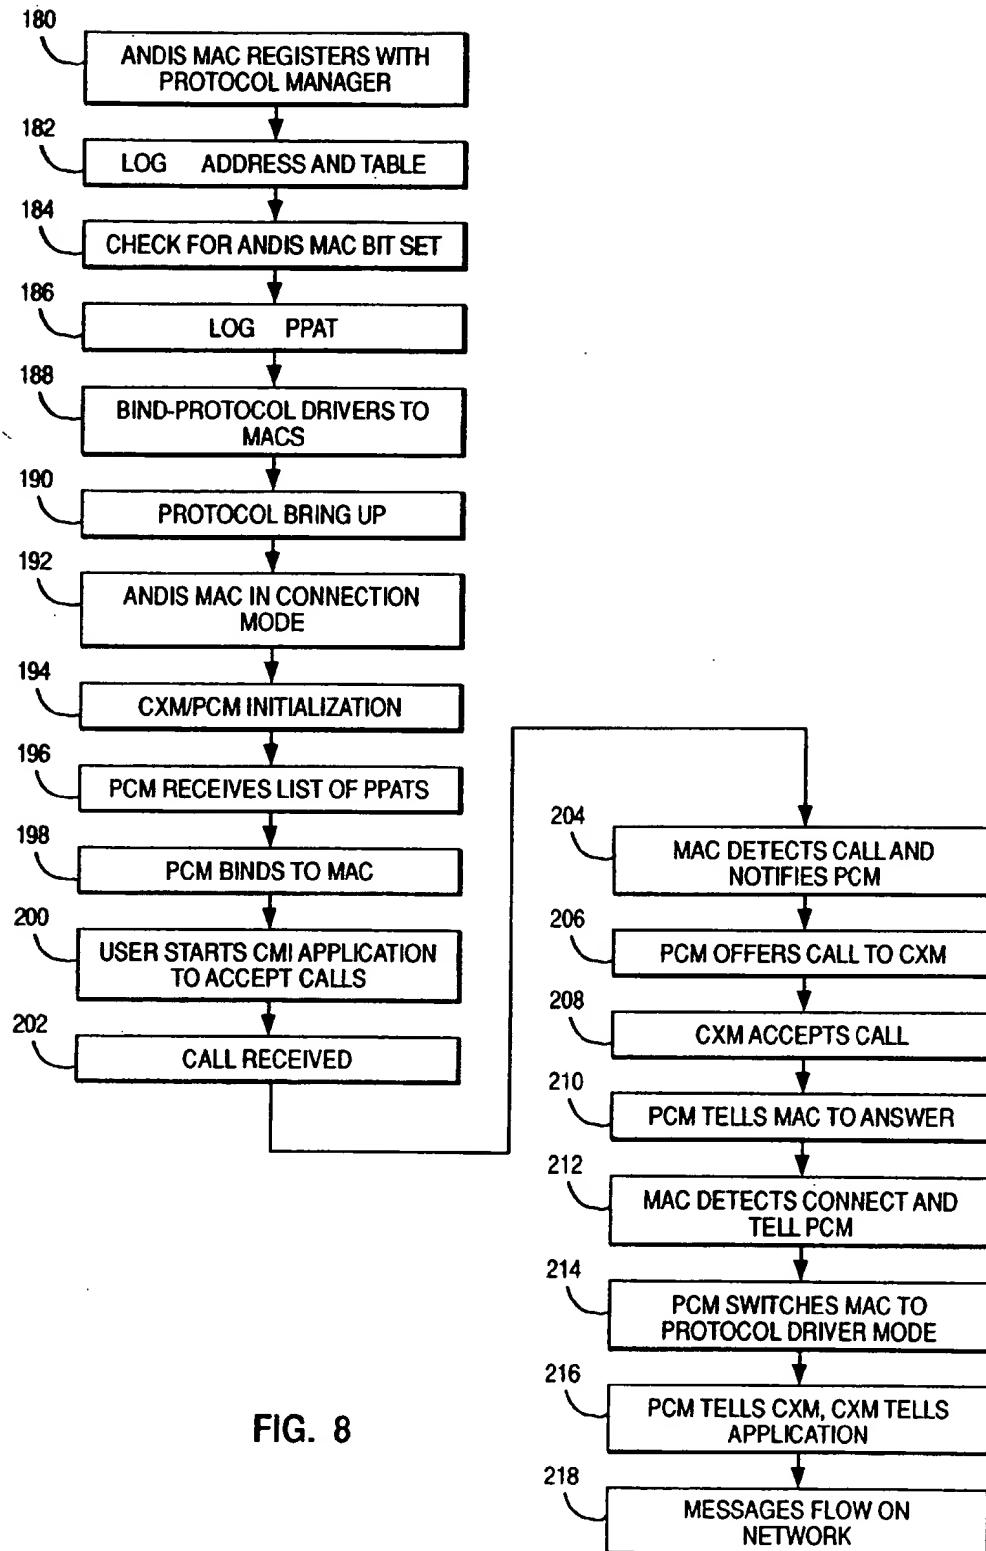 180
ANDIS MAC REGISTERS WITH
PROTOCOL MANAGER
182
LOG ADDRESS AND TABLE
184
CHECK FOR ANDIS MAC BIT SET
186
LOG PPAT
188
BIND-PROTOCOL DRIVERS TO
MACS
190
PROTOCOL BRING UP
192
ANDIS MAC IN CONNECTION
MODE
194
CXM/PCM INITIALIZATION
196
PCM RECEIVES LIST OF PPATS
198
PCM BINDS TO MAC
200
USER STARTS CMI APPLICATION
TO ACCEPT CALLS
202
CALL RECEIVED
204
MAC DETECTS CALL AND
NOTIFIES PCM
206
PCM OFFERS CALL TO CXM
208
CXM ACCEPTS CALL
210
PCM TELLS MAC TO ANSWER
212
MAC DETECTS CONNECT AND
TELL PCM
214
PCM SWITCHES MAC TO
PROTOCOL DRIVER MODE
216
PCM TELLS CXM, CXM TELLS
APPLICATION
218
MESSAGES FLOW ON
NETWORK
FIG. 8